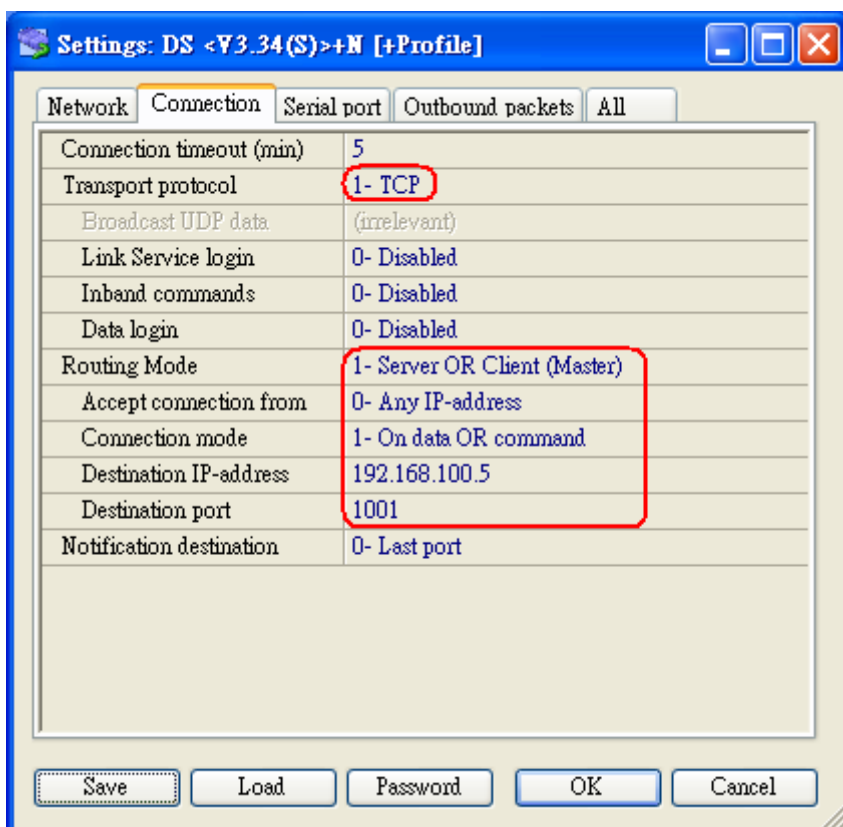 Settings: DS <V3.34(S)>+N [+Profile]
Network Connection Serial port Outbound packets All
Connection timeout (min) 5
Transport protocol 1- TCP
Broadcast UDP data (irrelevant)
Link Service login 0- Disabled
Inband commands 0- Disabled
Data login 0- Disabled
Routing Mode 1- Server OR Client (Master)
Accept connection from 0- Any IP-address
Connection mode 1- On data OR command
Destination IP-address 192.168.100.5
Destination port 1001
Notification destination 0- Last port
Save Load Password OK Cancel